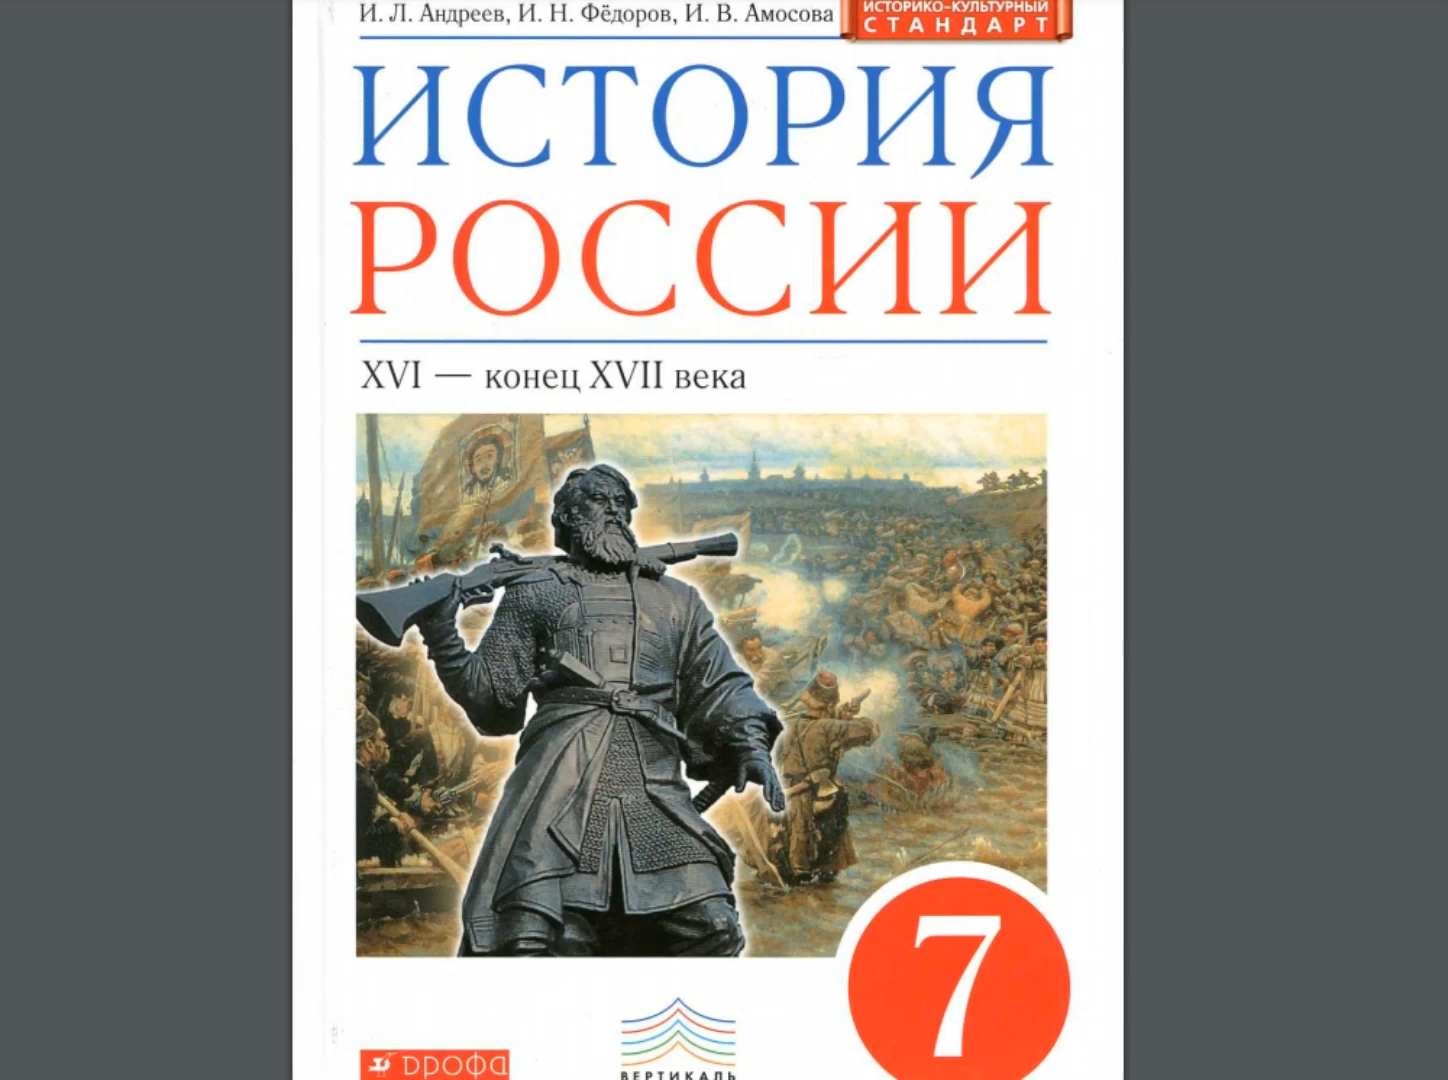 И. Л. Андреев, И. Н. Фёдоров, И. В. Амосова
ИСТОРИКО-КУЛЬТУРНЫЙ
СТАНДАРТ
ИСТОРИЯ
РОССИИ
XVI — конец XVII века
7
дрофа
ВЕРТИКАЛЬ